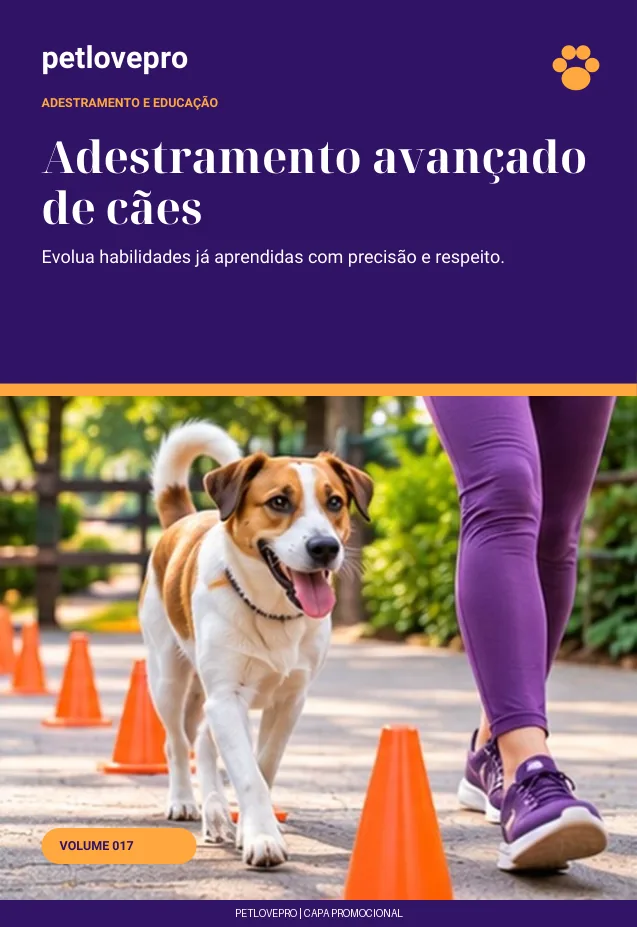 petlovepro
ADESTRAMENTO E EDUCAÇÃO
Adestramento avançado
de cães
Evolua habilidades já aprendidas com precisão e respeito.
VOLUME 017
PETLOVEPRO | CAPA PROMOCIONAL